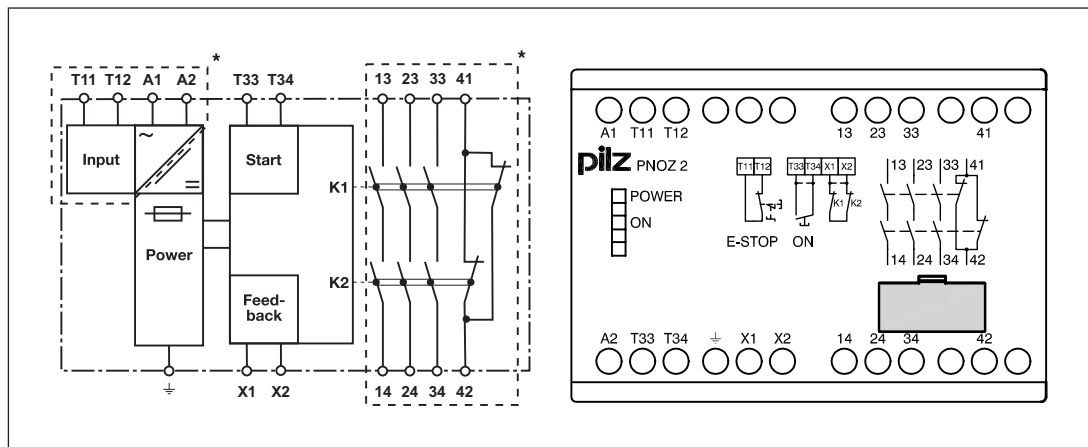 *
*
T11 T12 A1 A2 T33 T34 13 23 33 41
Input
~
=
Start
K1
Power
K2
Feed-
back
X1 X2 14 24 34 42
A1 T11 T12 13 23 33 41
pilz PNOZ 2
POWER
ON
T11 T12 T33 T34 X1 X2
K1 K2
E-STOP ON
13 23 33 41
14 24 34 42
A2 T33 T34 X1 X2 14 24 34 42